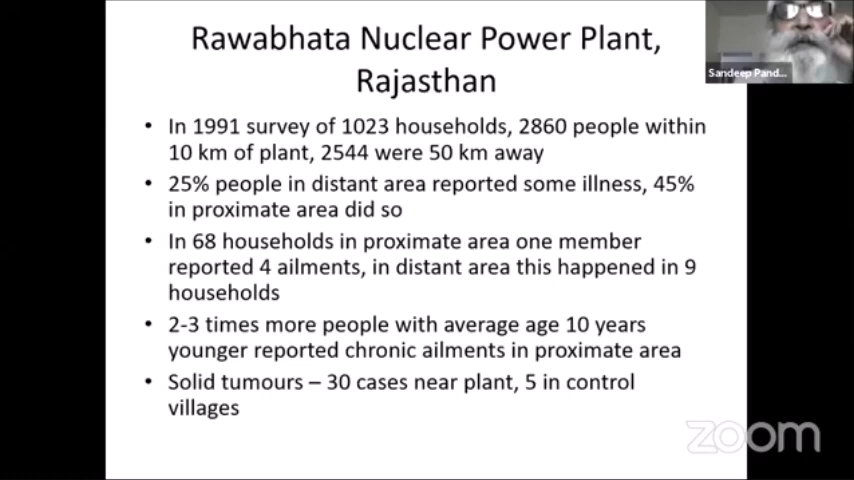 Rawabhata Nuclear Power Plant,
Rajasthan
Sandeep Pand...
• In 1991 survey of 1023 households, 2860 people within
10 km of plant, 2544 were 50 km away
• 25% people in distant area reported some illness, 45%
in proximate area did so
• In 68 households in proximate area one member
reported 4 ailments, in distant area this happened in 9
households
• 2-3 times more people with average age 10 years
younger reported chronic ailments in proximate area
• Solid tumours – 30 cases near plant, 5 in control
villages
zoom